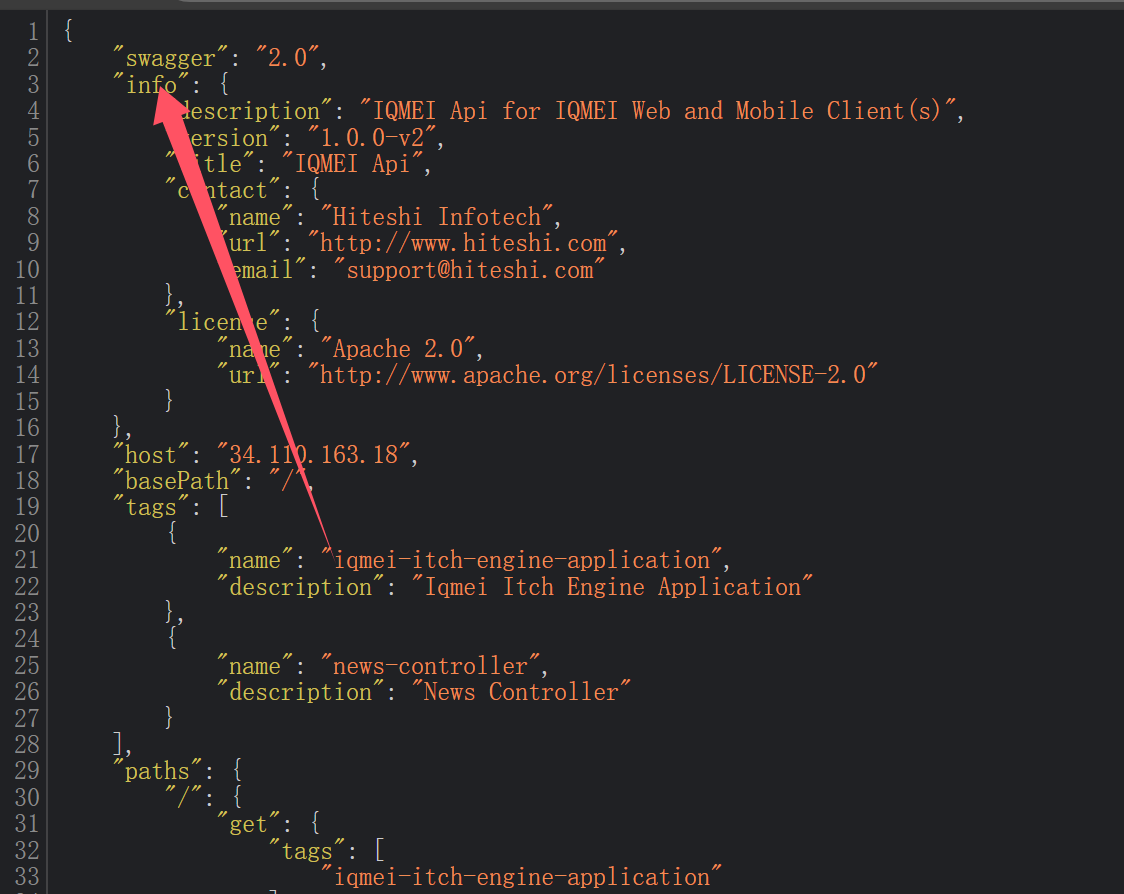 1 {
2 "swagger": "2.0",
3 "info": {
4 description": "IQMEI Api for IQMEI Web and Mobile Client(s)",
5 ersion": "1.0.0-v2",
6 "title": "IQMEI Api",
7 "contact": {
8 "name": "Hiteshi Infotech",
9 "url": "http://www.hiteshi.com",
10 email": "support@hiteshi.com"
11 },
12 "license": {
13 "name": "Apache 2.0",
14 "url": "http://www.apache.org/licenses/LICENSE-2.0"
15 }
16 },
17 "host": "34.110.163.18",
18 "basePath": "/",
19 "tags": [
20 {
21 "name": "iqmei-itch-engine-application",
22 "description": "Iqmei Itch Engine Application"
23 },
24 {
25 "name": "news-controller",
26 "description": "News Controller"
27 }
28 ],
29 "paths": {
30 "/": {
31 "get": {
32 "tags": [
33 "iqmei-itch-engine-application"